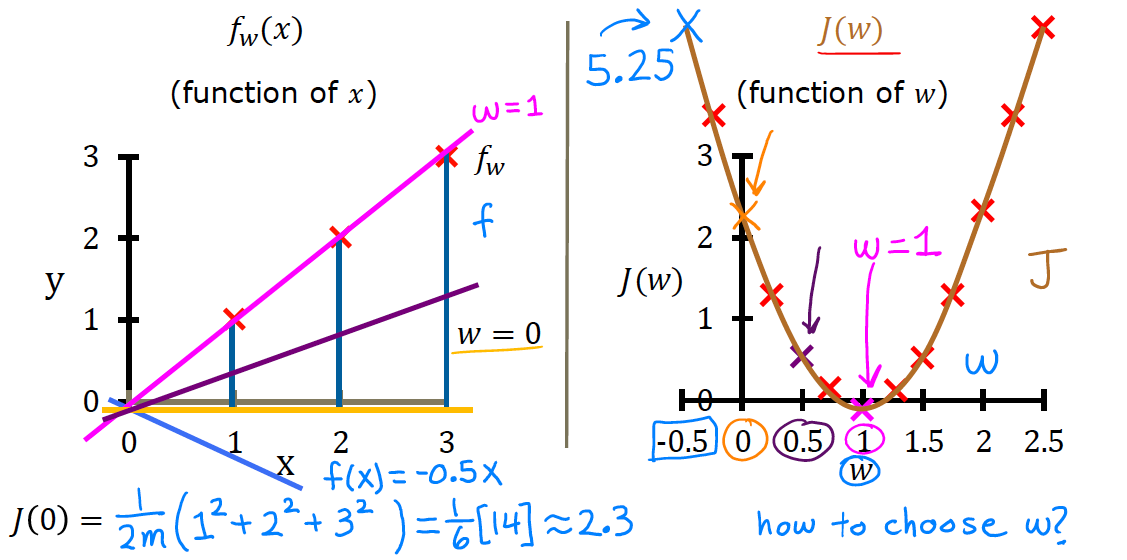 f_w(x)
(function of x)
w=1
3
f_w
f
2
y
1
w = 0
0
0 1 2 3
x
f(x) = -0.5x
J(0) = 1/2m (1² + 2² + 3²) = 1/6 [14] ≈ 2.3
5.25
J(w)
(function of w)
3
2
w=1
J
J(w)
1
w
0
-0.5 0 0.5 1 1.5 2 2.5
w
how to choose w?